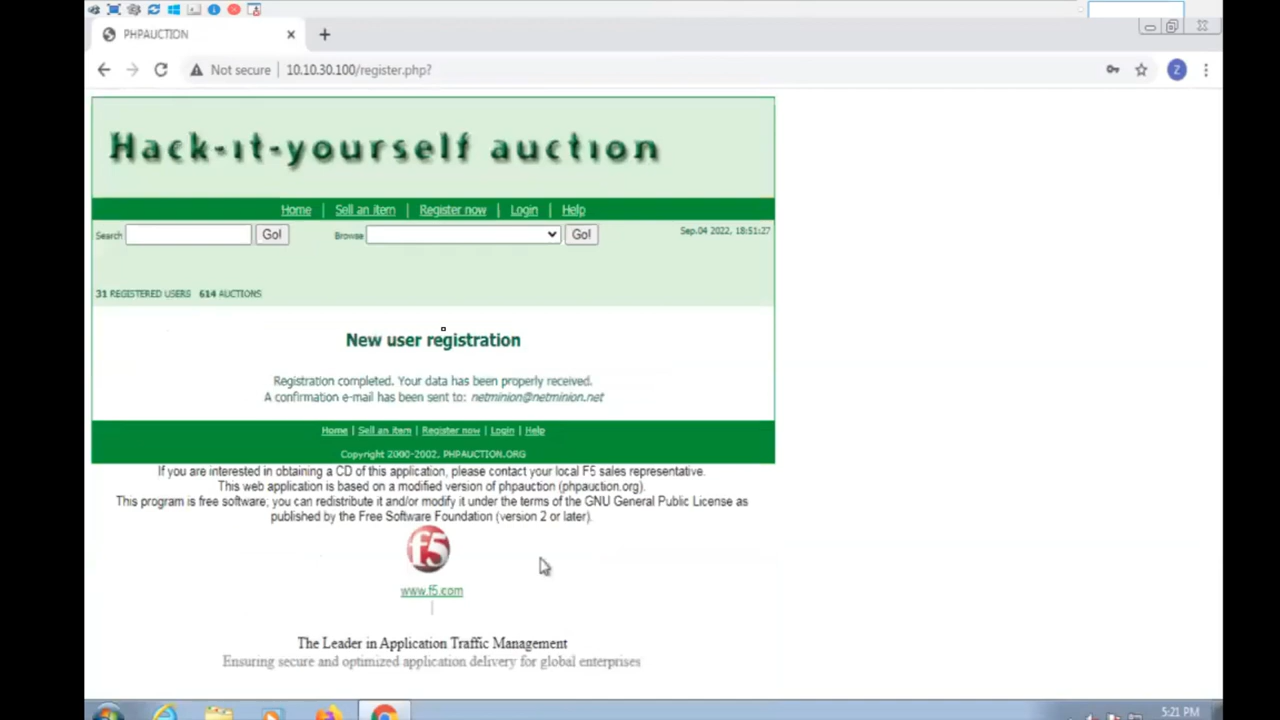 PHPAUCTION
Not secure
10.10.30.100/register.php?
Z
Hack-it-yourself auction
Home | Sell an item | Register now | Login | Help
Search Go! Browse Go! Sep.04 2022, 18:51:27
31 REGISTERED USERS 614 AUCTIONS
New user registration
Registration completed. Your data has been properly received.
A confirmation e-mail has been sent to: netminion@netminion.net
Home | Sell an item | Register now | Login | Help
Copyright 2000-2002, PHPAUCTION.ORG
If you are interested in obtaining a CD of this application, please contact your local F5 sales representative.
This web application is based on a modified version of phpauction (phpauction.org).
This program is free software; you can redistribute it and/or modify it under the terms of the GNU General Public License as
published by the Free Software Foundation (version 2 or later).
f5
www.f5.com
The Leader in Application Traffic Management
Ensuring secure and optimized application delivery for global enterprises
5:21 PM